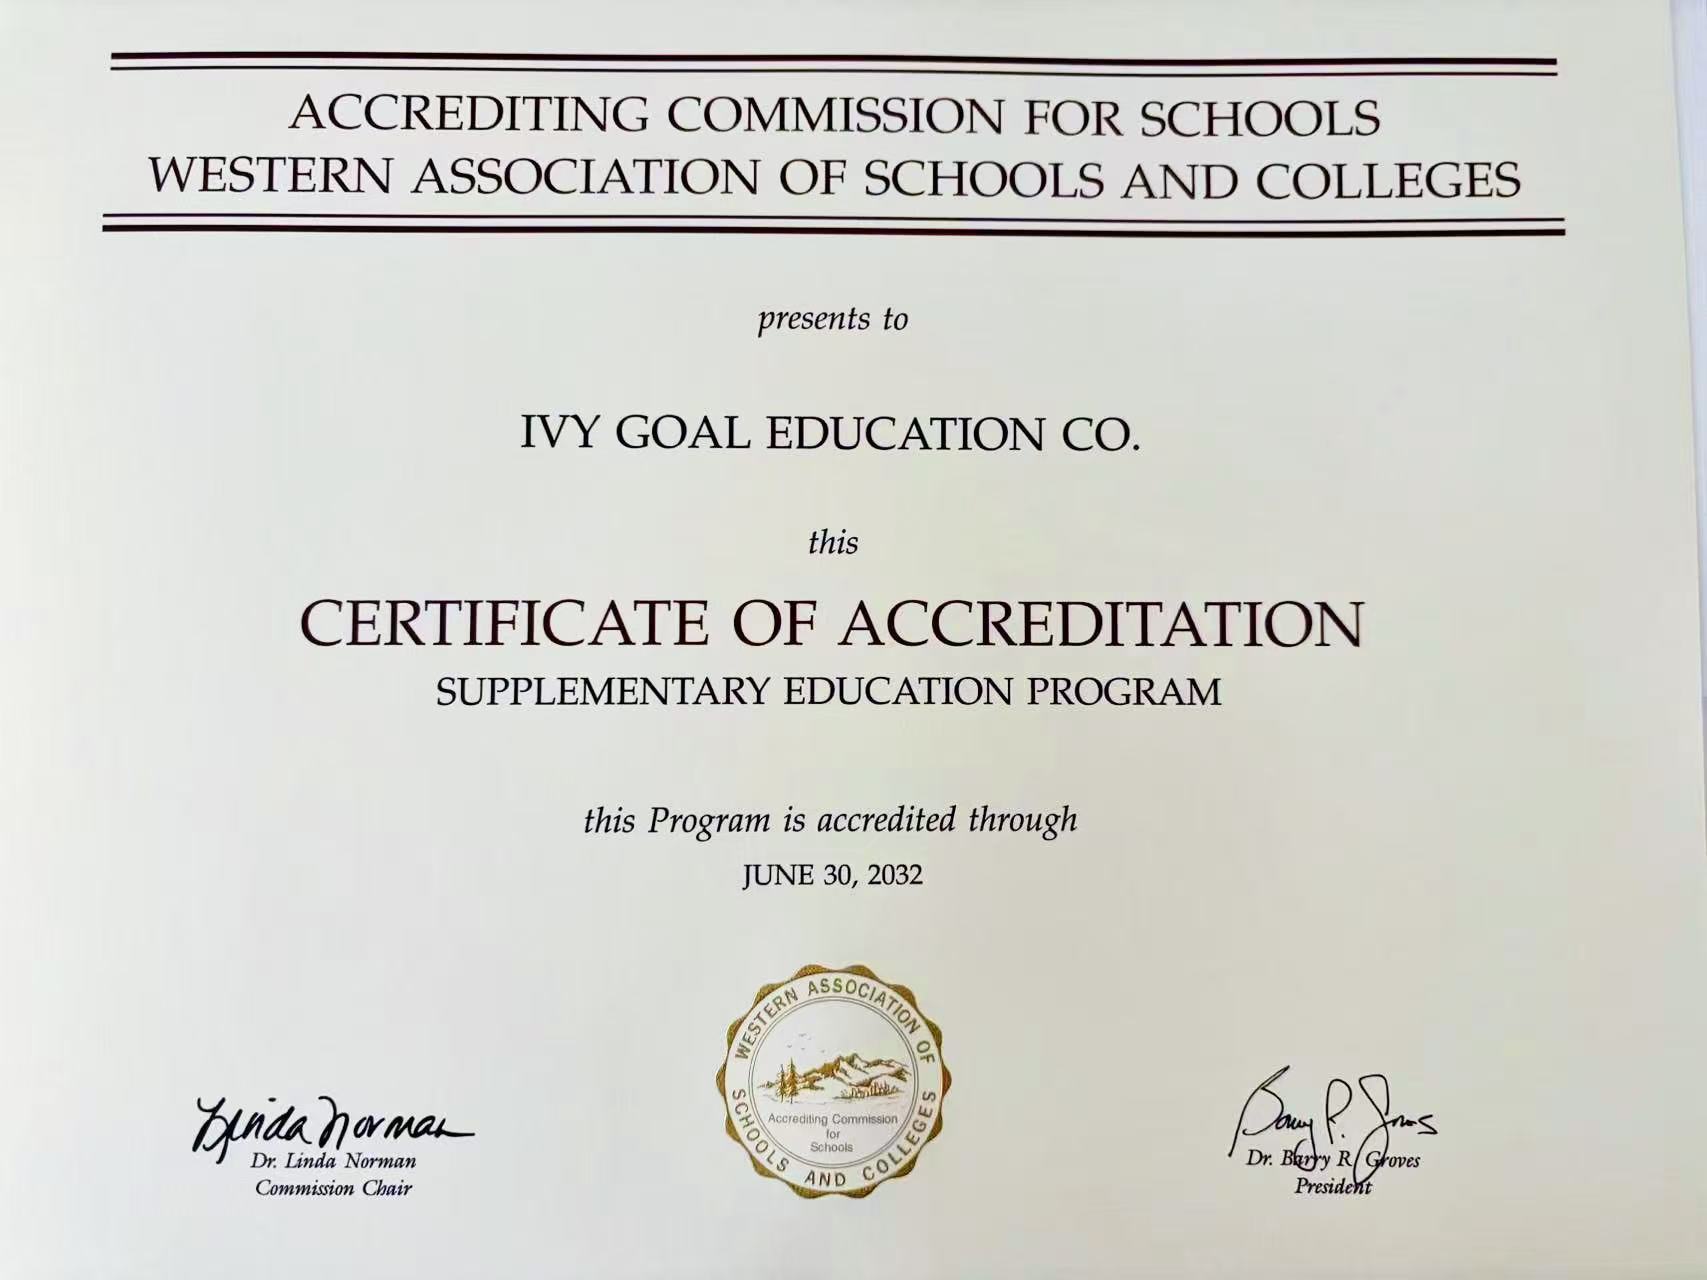 ACCREDITING COMMISSION FOR SCHOOLS
WESTERN ASSOCIATION OF SCHOOLS AND COLLEGES
presents to
IVY GOAL EDUCATION CO.
this
CERTIFICATE OF ACCREDITATION
SUPPLEMENTARY EDUCATION PROGRAM
this Program is accredited through
JUNE 30, 2032
WESTERN ASSOCIATION OF
SCHOOLS AND COLLEGES
Accrediting Commission
for
Schools
Linda Norman
Dr. Linda Norman
Commission Chair
Dr. Barry R. Groves
President